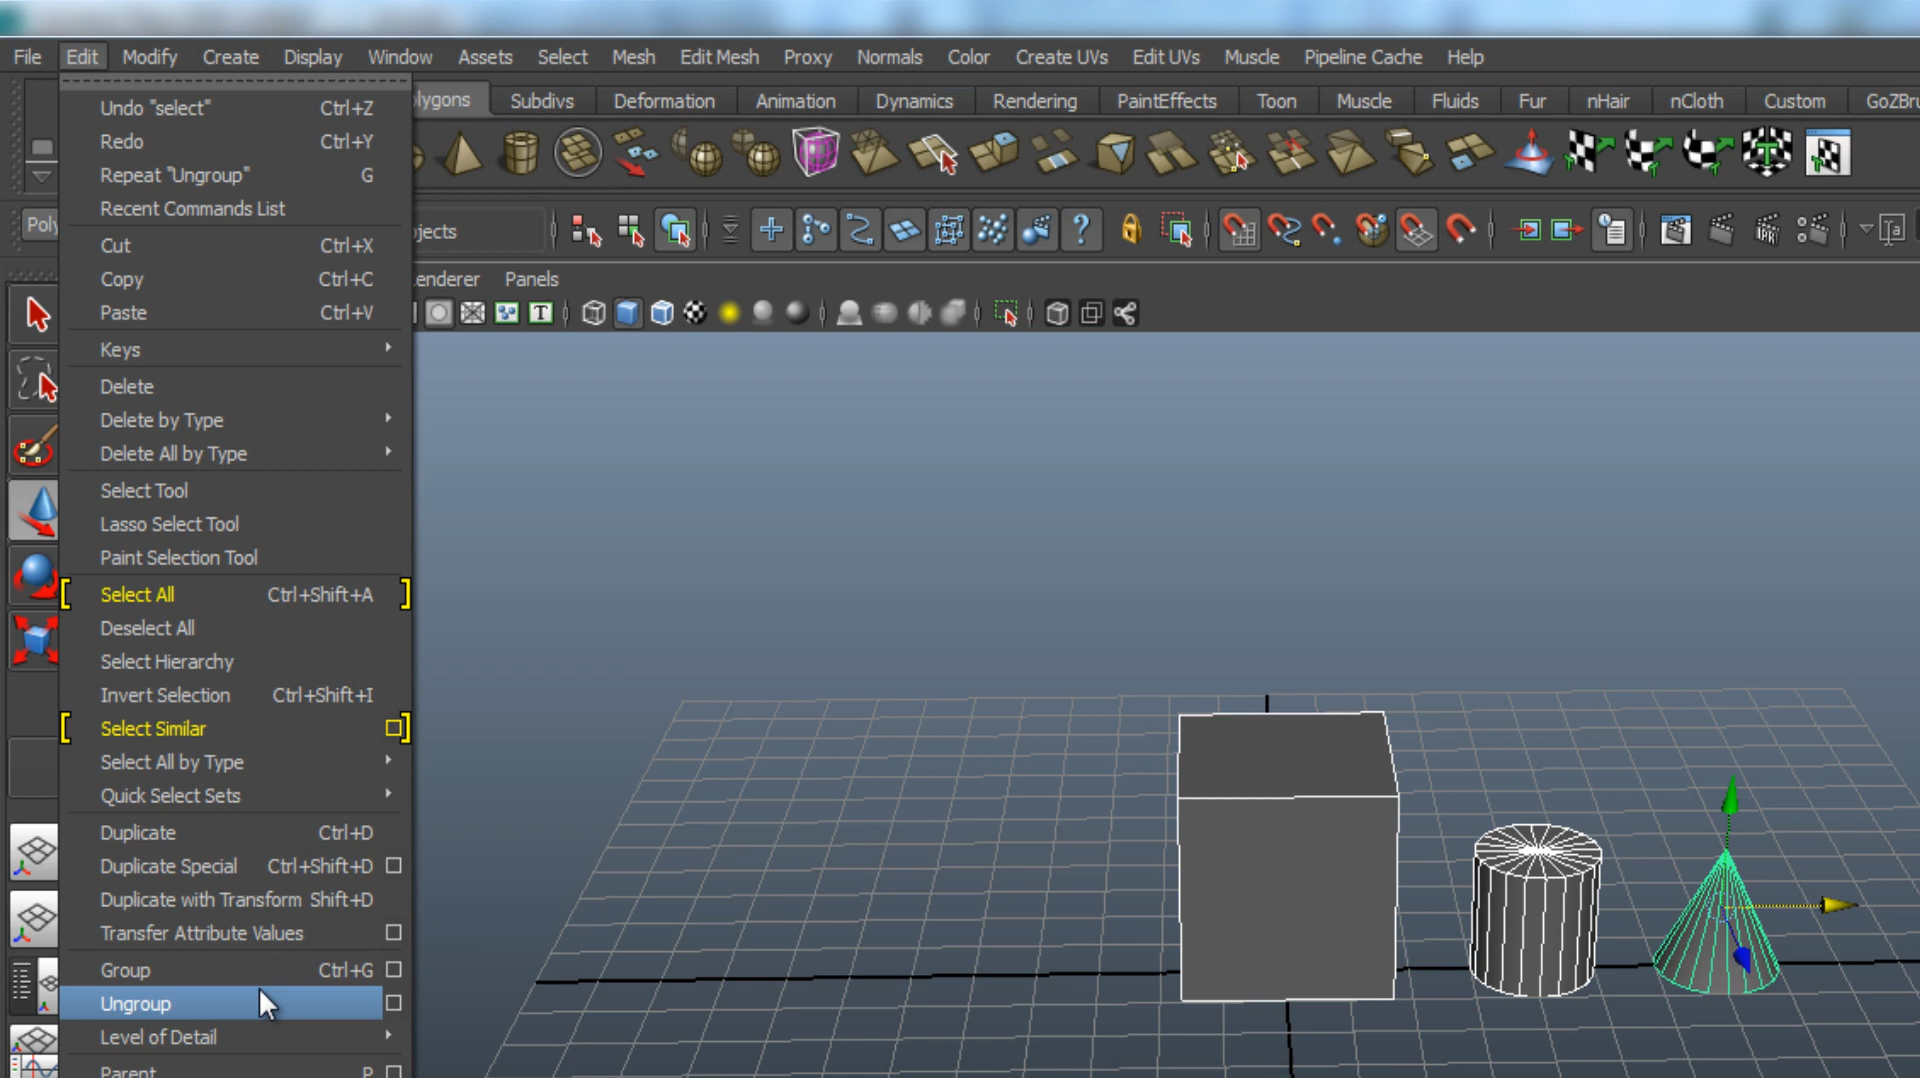 File Edit Modify Create Display Window Assets Select Mesh Edit Mesh Proxy Normals Color Create UVs Edit UVs Muscle Pipeline Cache Help
olygons Subdivs Deformation Animation Dynamics Rendering PaintEffects Toon Muscle Fluids Fur nHair nCloth Custom GoZBru
Undo "select" Ctrl+Z
Redo Ctrl+Y
Repeat "Ungroup" G
Recent Commands List
Poly
jects
Cut Ctrl+X
enderer Panels
Copy Ctrl+C
Paste Ctrl+V
Keys
Delete
Delete by Type
Delete All by Type
Select Tool
Lasso Select Tool
Paint Selection Tool
Select All Ctrl+Shift+A
Deselect All
Select Hierarchy
Invert Selection Ctrl+Shift+I
Select Similar
Select All by Type
Quick Select Sets
Duplicate Ctrl+D
Duplicate Special Ctrl+Shift+D
Duplicate with Transform Shift+D
Transfer Attribute Values
Group Ctrl+G
Ungroup
Level of Detail
Parent P